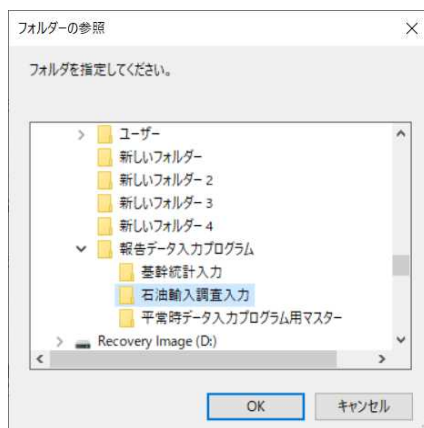 フォルダーの参照
フォルダを指定してください。
ユーザー
新しいフォルダー
新しいフォルダー 2
新しいフォルダー 3
新しいフォルダー 4
報告データ入力プログラム
基幹統計入力
石油輸入調査入力
平常時データ入力プログラム用マスター
Recovery Image (D:)
OK
キャンセル